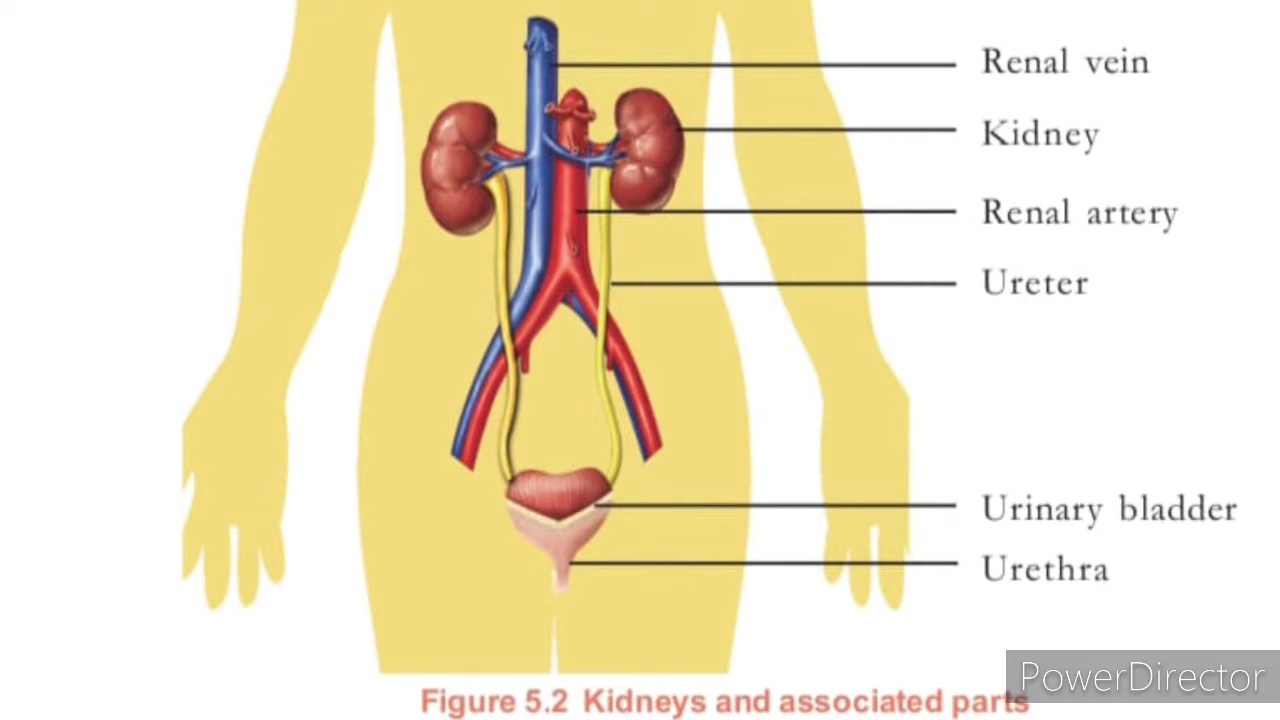 Renal vein
Kidney
Renal artery
Ureter
Urinary bladder
Urethra
PowerDirector
Figure 5.2 Kidneys and associated parts